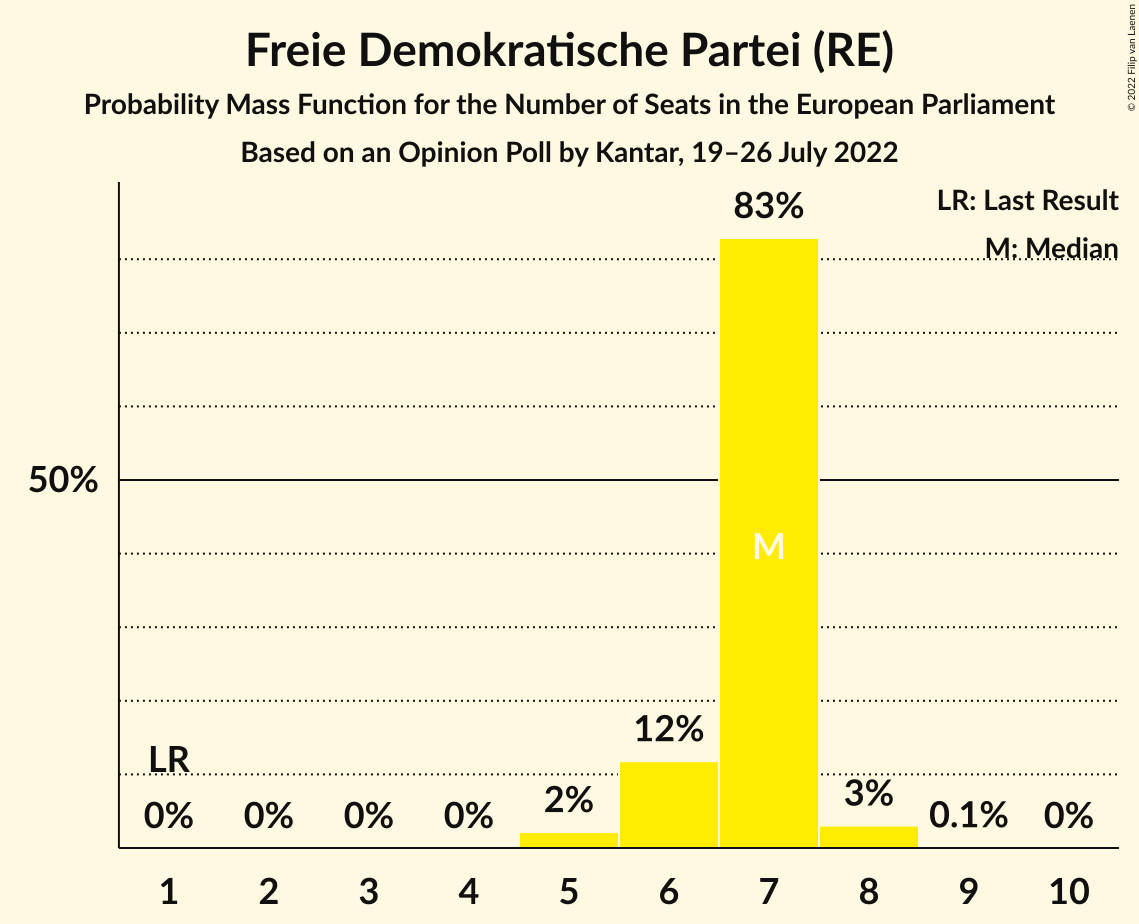 Freie Demokratische Partei (RE)
Probability Mass Function for the Number of Seats in the European Parliament
Based on an Opinion Poll by Kantar, 19–26 July 2022
© 2022 Filip van Laenen
LR: Last Result
M: Median
83%
50%
M
12%
LR
0% 0% 0% 0% 2% 3% 0.1% 0%
1 2 3 4 5 6 7 8 9 10